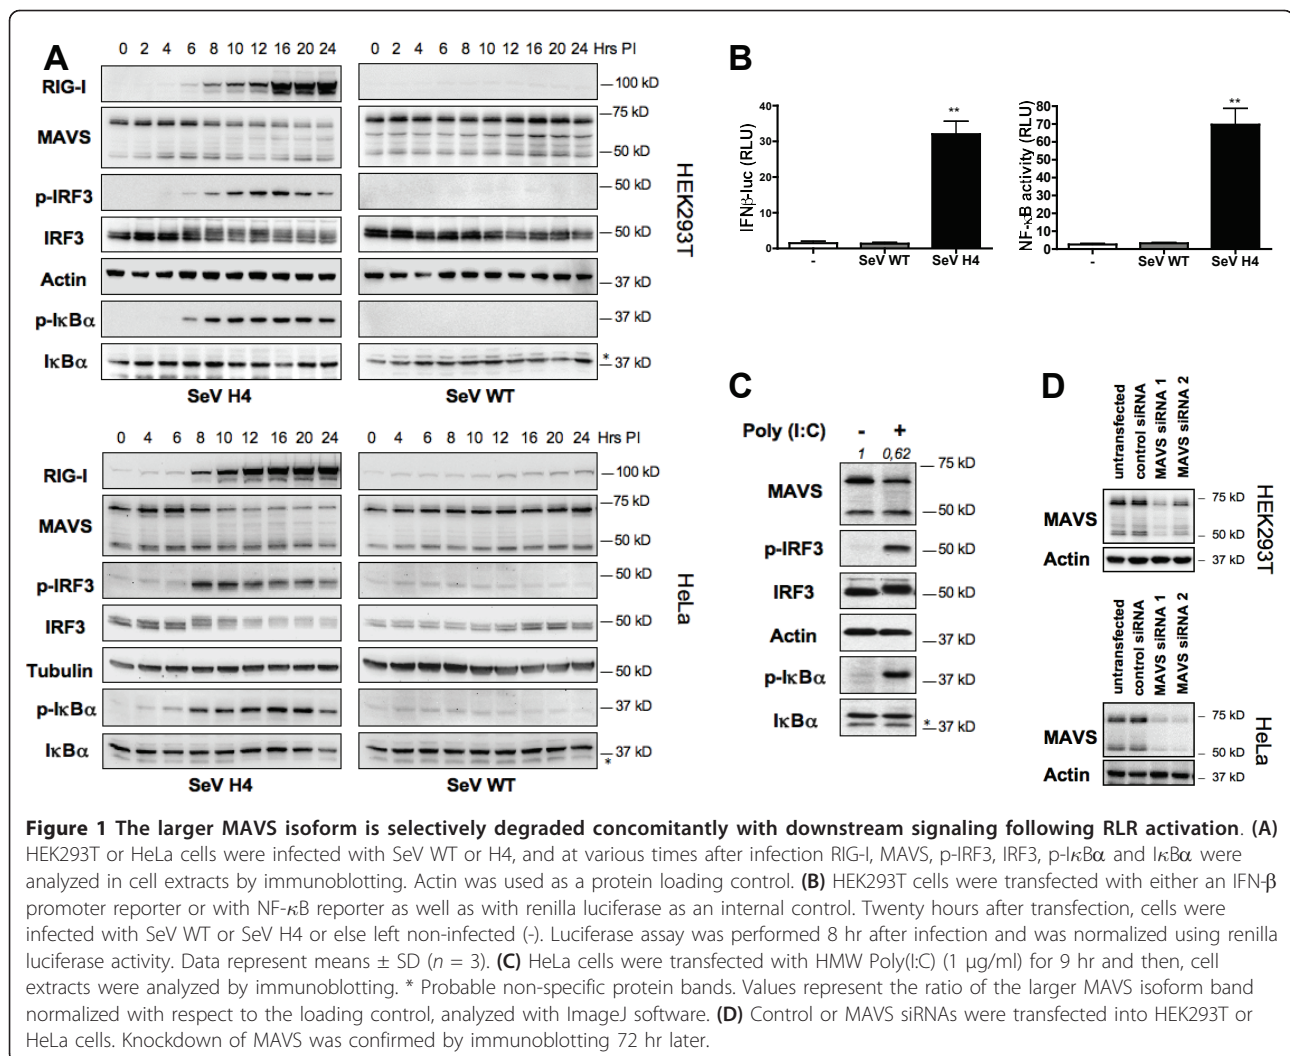 A
0 2 4 6 8 10 12 16 20 24
0 2 4 6 8 10 12 16 20 24 Hrs PI
RIG-I
100 kD
MAVS
75 kD
50 kD
p-IRF3
50 kD
IRF3
50 kD
Actin
37 kD
p-IκBα
37 kD
IκBα
*
37 kD
SeV H4
SeV WT
HEK293T
0 4 6 8 10 12 16 20 24
0 4 6 8 10 12 16 20 24 Hrs PI
RIG-I
100 kD
MAVS
75 kD
50 kD
p-IRF3
50 kD
IRF3
50 kD
Tubulin
50 kD
p-IκBα
37 kD
IκBα
37 kD
*
SeV H4
SeV WT
HeLa
B
IFNβ-luc (RLU)
40
30
20
10
0
**
- SeV WT SeV H4
NF-κB activity (RLU)
80
70
60
50
40
30
20
10
0
**
- SeV WT SeV H4
C
Poly (I:C) - +
1 0,62
MAVS
75 kD
50 kD
p-IRF3
50 kD
IRF3
50 kD
Actin
37 kD
p-IκBα
37 kD
IκBα
*
37 kD
D
untransfected
control siRNA
MAVS siRNA 1
MAVS siRNA 2
MAVS
75 kD
50 kD
Actin
37 kD
HEK293T
untransfected
control siRNA
MAVS siRNA 1
MAVS siRNA 2
MAVS
75 kD
50 kD
Actin
37 kD
HeLa
Figure 1 The larger MAVS isoform is selectively degraded concomitantly with downstream signaling following RLR activation. (A)
HEK293T or HeLa cells were infected with SeV WT or H4, and at various times after infection RIG-I, MAVS, p-IRF3, IRF3, p-IκBα and IκBα were
analyzed in cell extracts by immunoblotting. Actin was used as a protein loading control. (B) HEK293T cells were transfected with either an IFN-β
promoter reporter or with NF-κB reporter as well as with renilla luciferase as an internal control. Twenty hours after transfection, cells were
infected with SeV WT or SeV H4 or else left non-infected (-). Luciferase assay was performed 8 hr after infection and was normalized using renilla
luciferase activity. Data represent means ± SD (n = 3). (C) HeLa cells were transfected with HMW Poly(I:C) (1 μg/ml) for 9 hr and then, cell
extracts were analyzed by immunoblotting. * Probable non-specific protein bands. Values represent the ratio of the larger MAVS isoform band
normalized with respect to the loading control, analyzed with ImageJ software. (D) Control or MAVS siRNAs were transfected into HEK293T or
HeLa cells. Knockdown of MAVS was confirmed by immunoblotting 72 hr later.